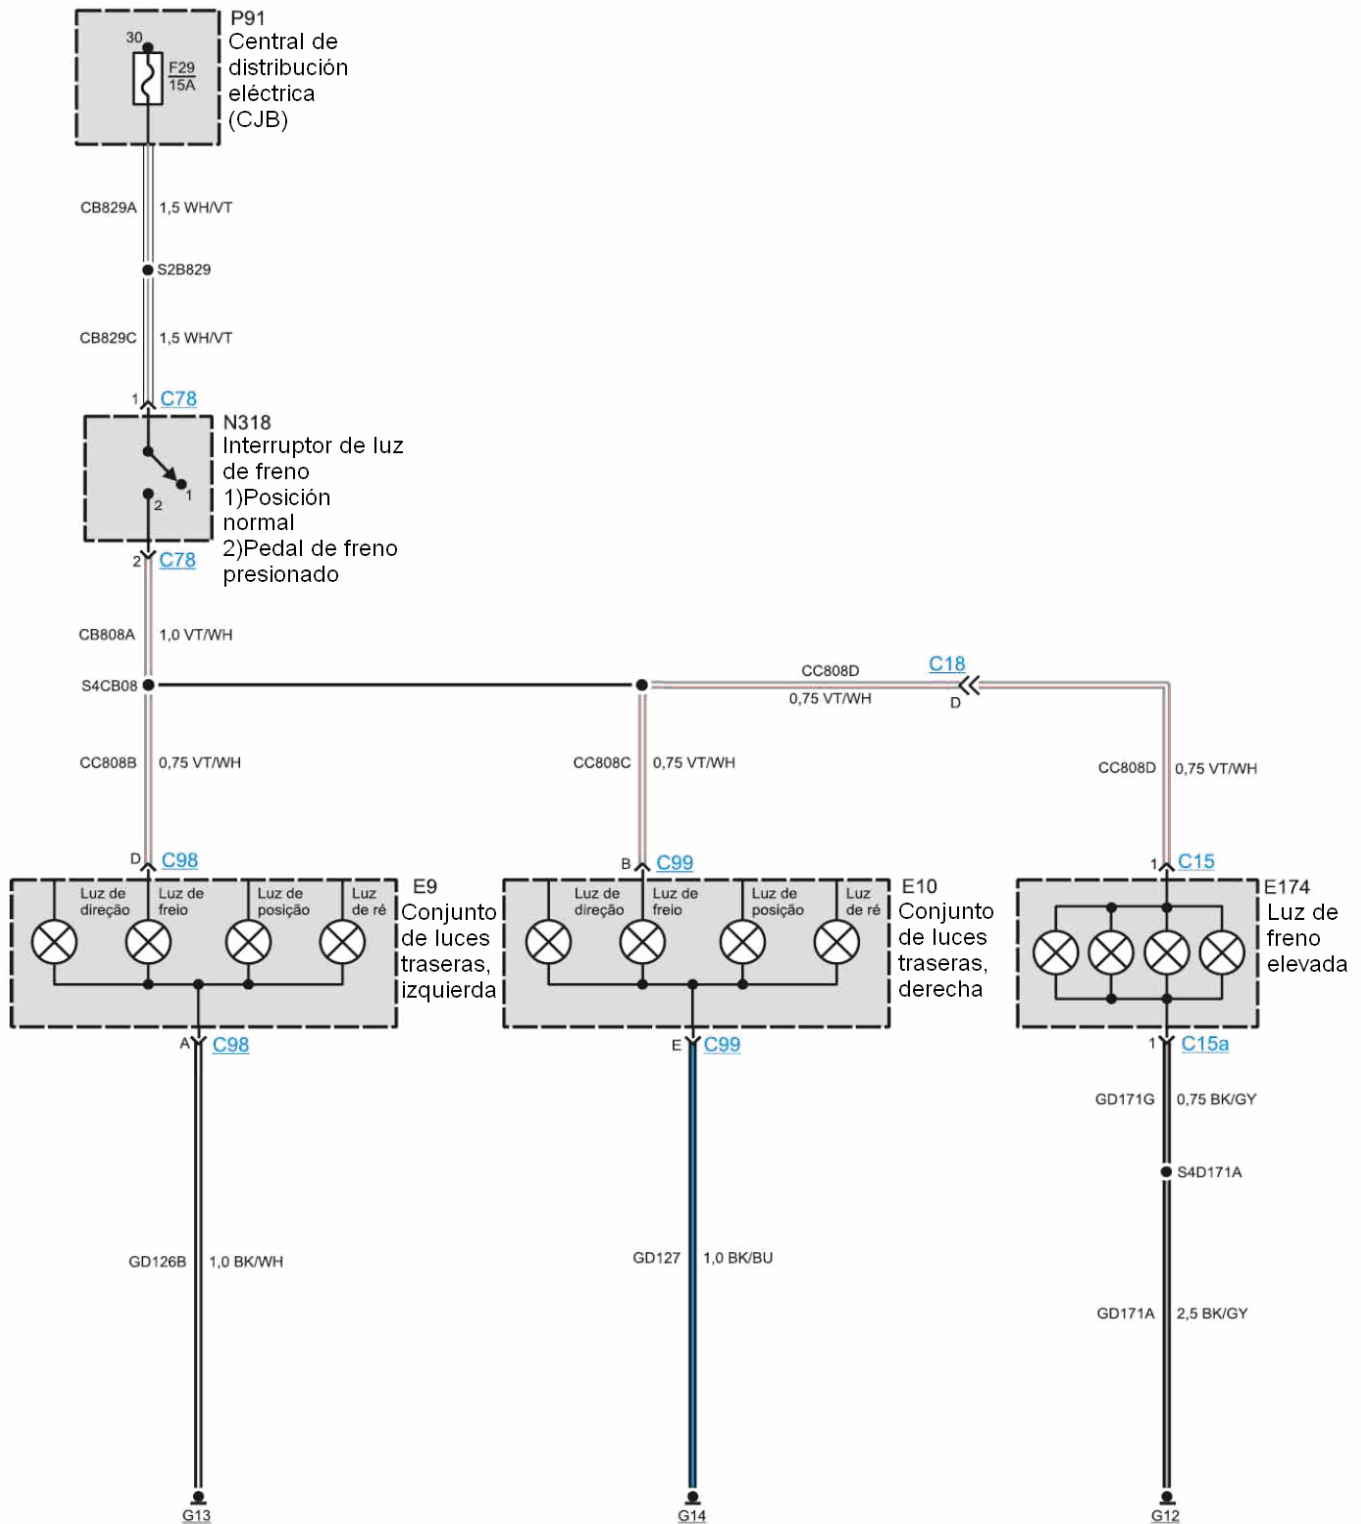 P91
Central de
distribución
eléctrica
(CJB)
30
F29
15A
CB829A
1,5 WH/VT
S2B829
CB829C
1,5 WH/VT
1
C78
N318
Interruptor de luz
de freno
1)Posición
normal
2)Pedal de freno
presionado
1
2
2
C78
CB808A
1,0 VT/WH
S4CB08
CC808D
0,75 VT/WH
C18
D
CC808B
0,75 VT/WH
CC808C
0,75 VT/WH
CC808D
0,75 VT/WH
D
C98
B
C99
1
C15
Luz de
direção
Luz de
freio
Luz de
posição
Luz
de ré
E9
Conjunto
de luces
traseras,
izquierda
Luz de
direção
Luz de
freio
Luz de
posição
Luz
de ré
E10
Conjunto
de luces
traseras,
derecha
E174
Luz de
freno
elevada
A
C98
E
C99
1
C15a
GD171G
0,75 BK/GY
S4D171A
GD126B
1,0 BK/WH
GD127
1,0 BK/BU
GD171A
2,5 BK/GY
G13
G14
G12